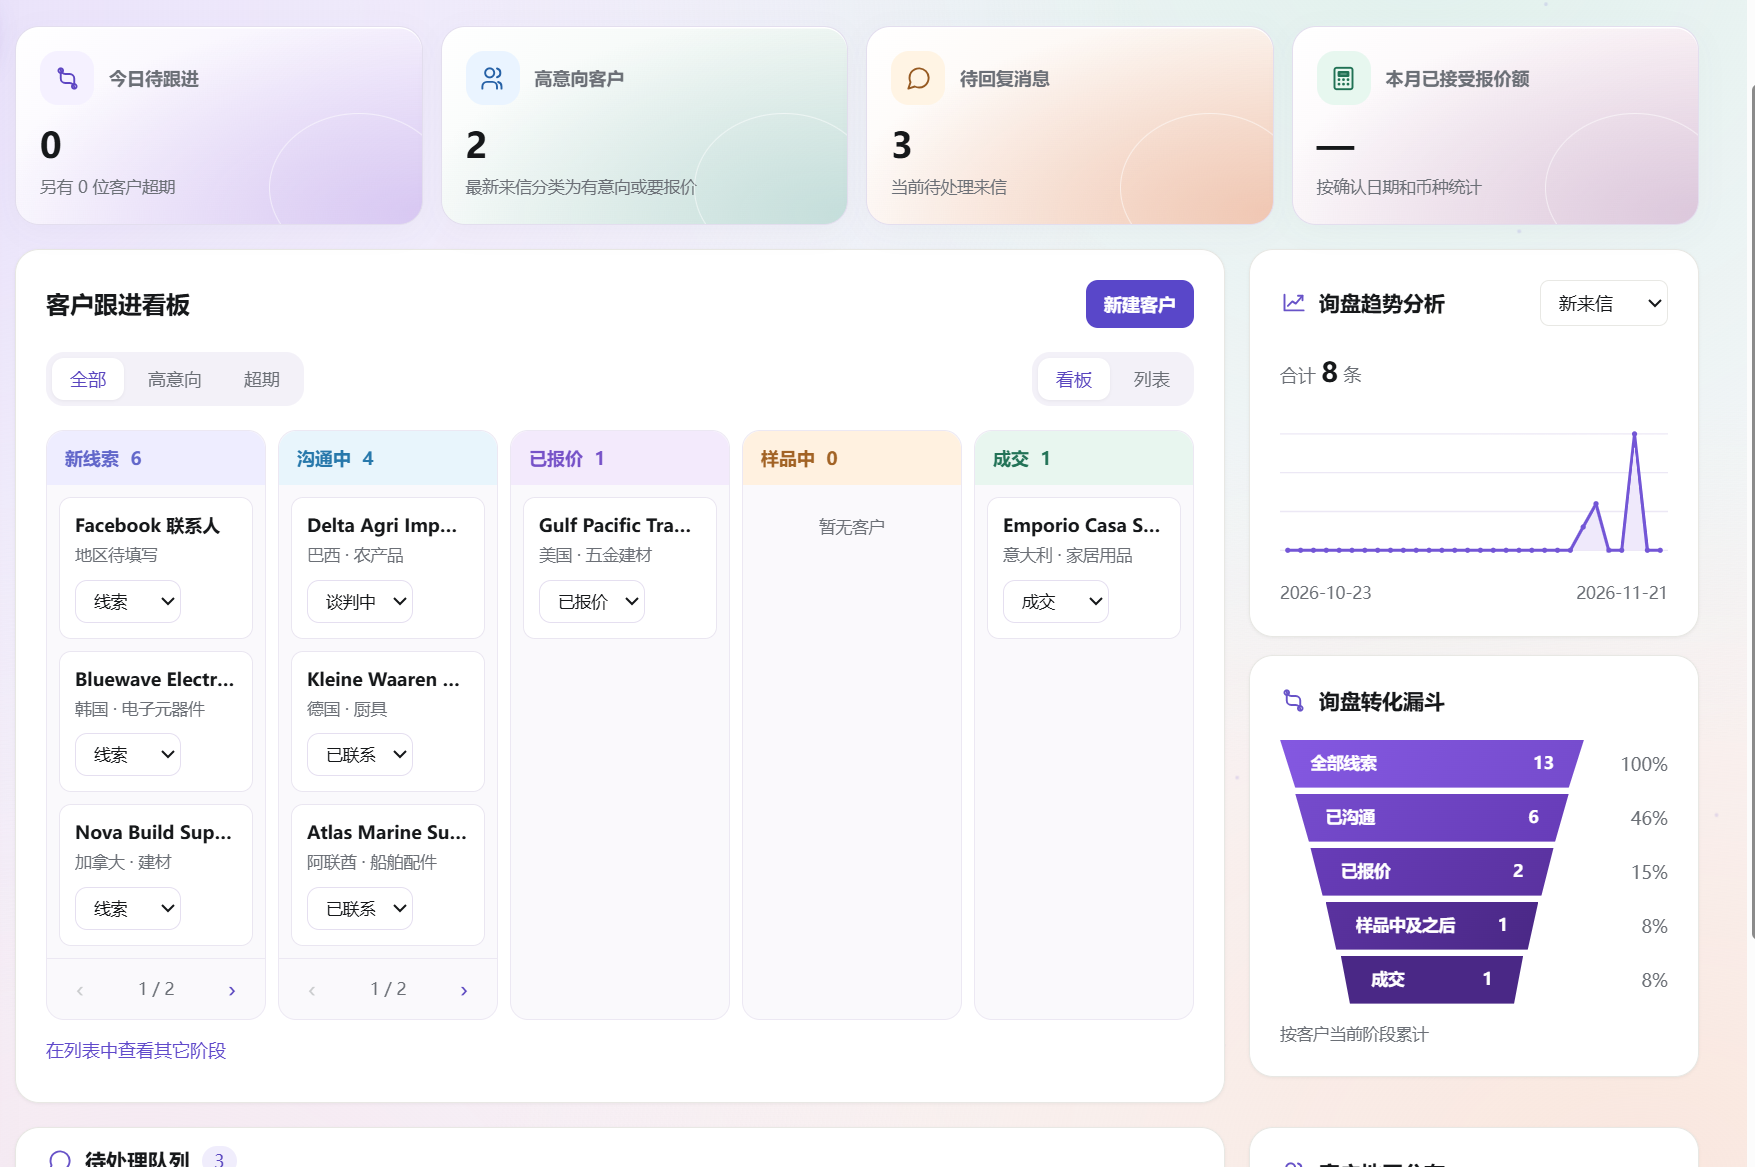 今日待跟进
0
另有 0 位客户超期
高意向客户
2
最新来信分类为有意向或要报价
待回复消息
3
当前待处理来信
本月已接受报价额
—
按确认日期和币种统计
客户跟进看板
新建客户
全部 高意向 超期
看板 列表
新线索 6
Facebook 联系人
地区待填写
线索
Bluewave Electr...
韩国 · 电子元器件
线索
Nova Build Sup...
加拿大 · 建材
线索
‹ 1 / 2 ›
沟通中 4
Delta Agri Imp...
巴西 · 农产品
谈判中
Kleine Waaren ...
德国 · 厨具
已联系
Atlas Marine Su...
阿联酋 · 船舶配件
已联系
‹ 1 / 2 ›
已报价 1
Gulf Pacific Tra...
美国 · 五金建材
已报价
样品中 0
暂无客户
成交 1
Emporio Casa S...
意大利 · 家居用品
成交
在列表中查看其它阶段
询盘趋势分析
新来信
合计 8 条
2026-10-23 2026-11-21
询盘转化漏斗
全部线索 13 100%
已沟通 6 46%
已报价 2 15%
样品中及之后 1 8%
成交 1 8%
按客户当前阶段累计
待处理队列 3